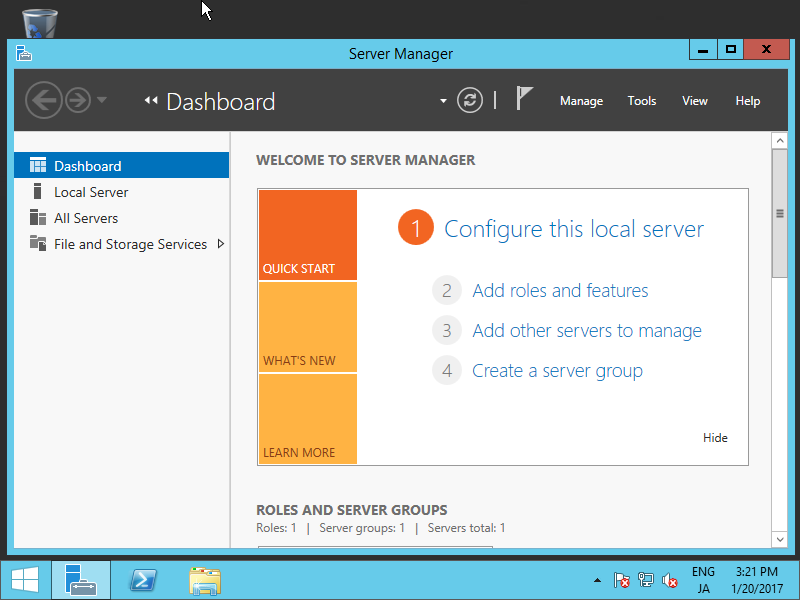 Server Manager
Dashboard
Manage Tools View Help
Dashboard
Local Server
All Servers
File and Storage Services
WELCOME TO SERVER MANAGER
QUICK START
WHAT'S NEW
LEARN MORE
1 Configure this local server
2 Add roles and features
3 Add other servers to manage
4 Create a server group
Hide
ROLES AND SERVER GROUPS
Roles: 1 | Server groups: 1 | Servers total: 1
ENG 3:21 PM
JA 1/20/2017